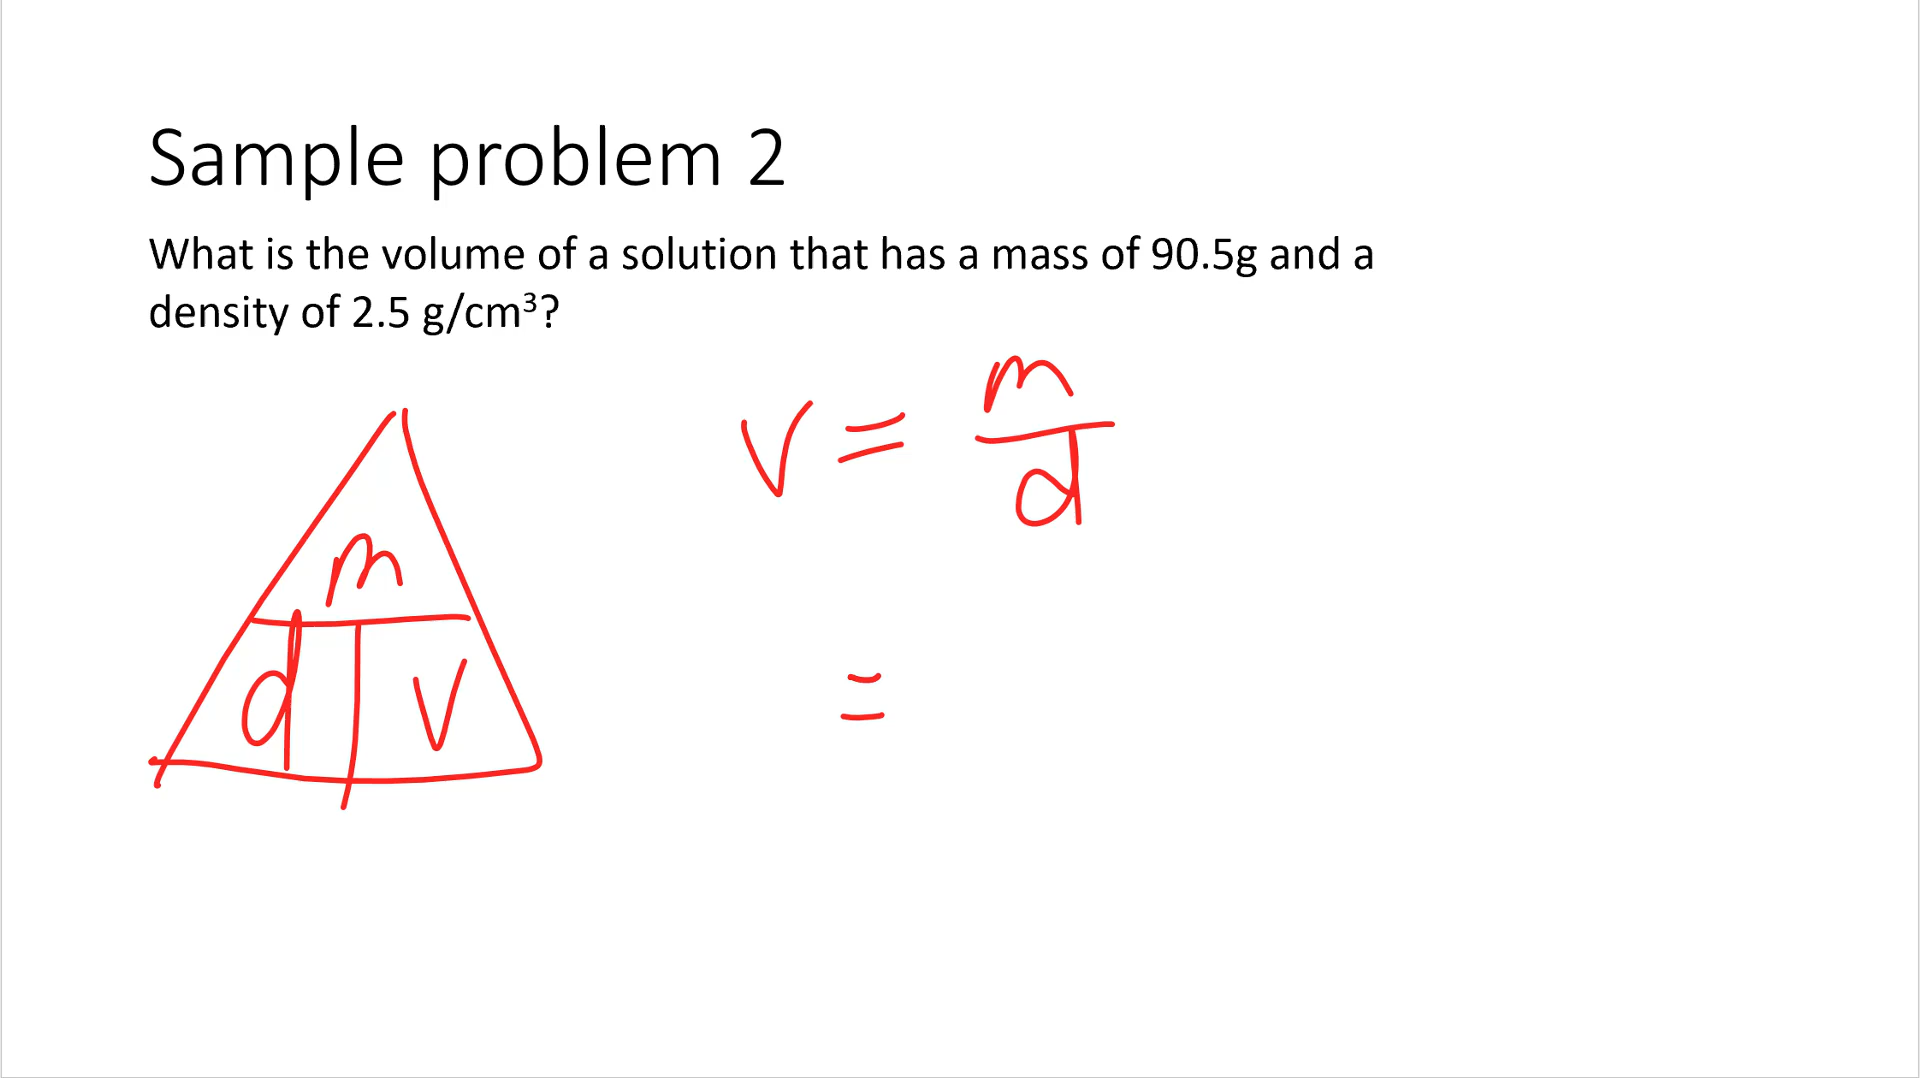 Sample problem 2
What is the volume of a solution that has a mass of 90.5g and a
density of 2.5 g/cm³?
v = m/d
m
d v
=